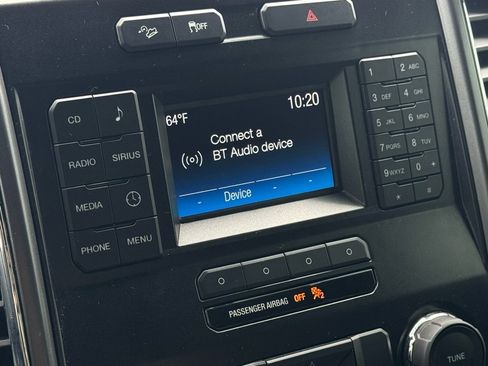 OFF
64°F
10:20
Connect a
BT Audio device
- Device - -
CD
RADIO SIRIUS
MEDIA
PHONE MENU
1 2 ABC
3 DEF 4 GHI
5 JKL 6 MNO
7 PQRS 8 TUV
9 WXYZ 0 +
* #
PASSENGER AIRBAG OFF 2
TUNE